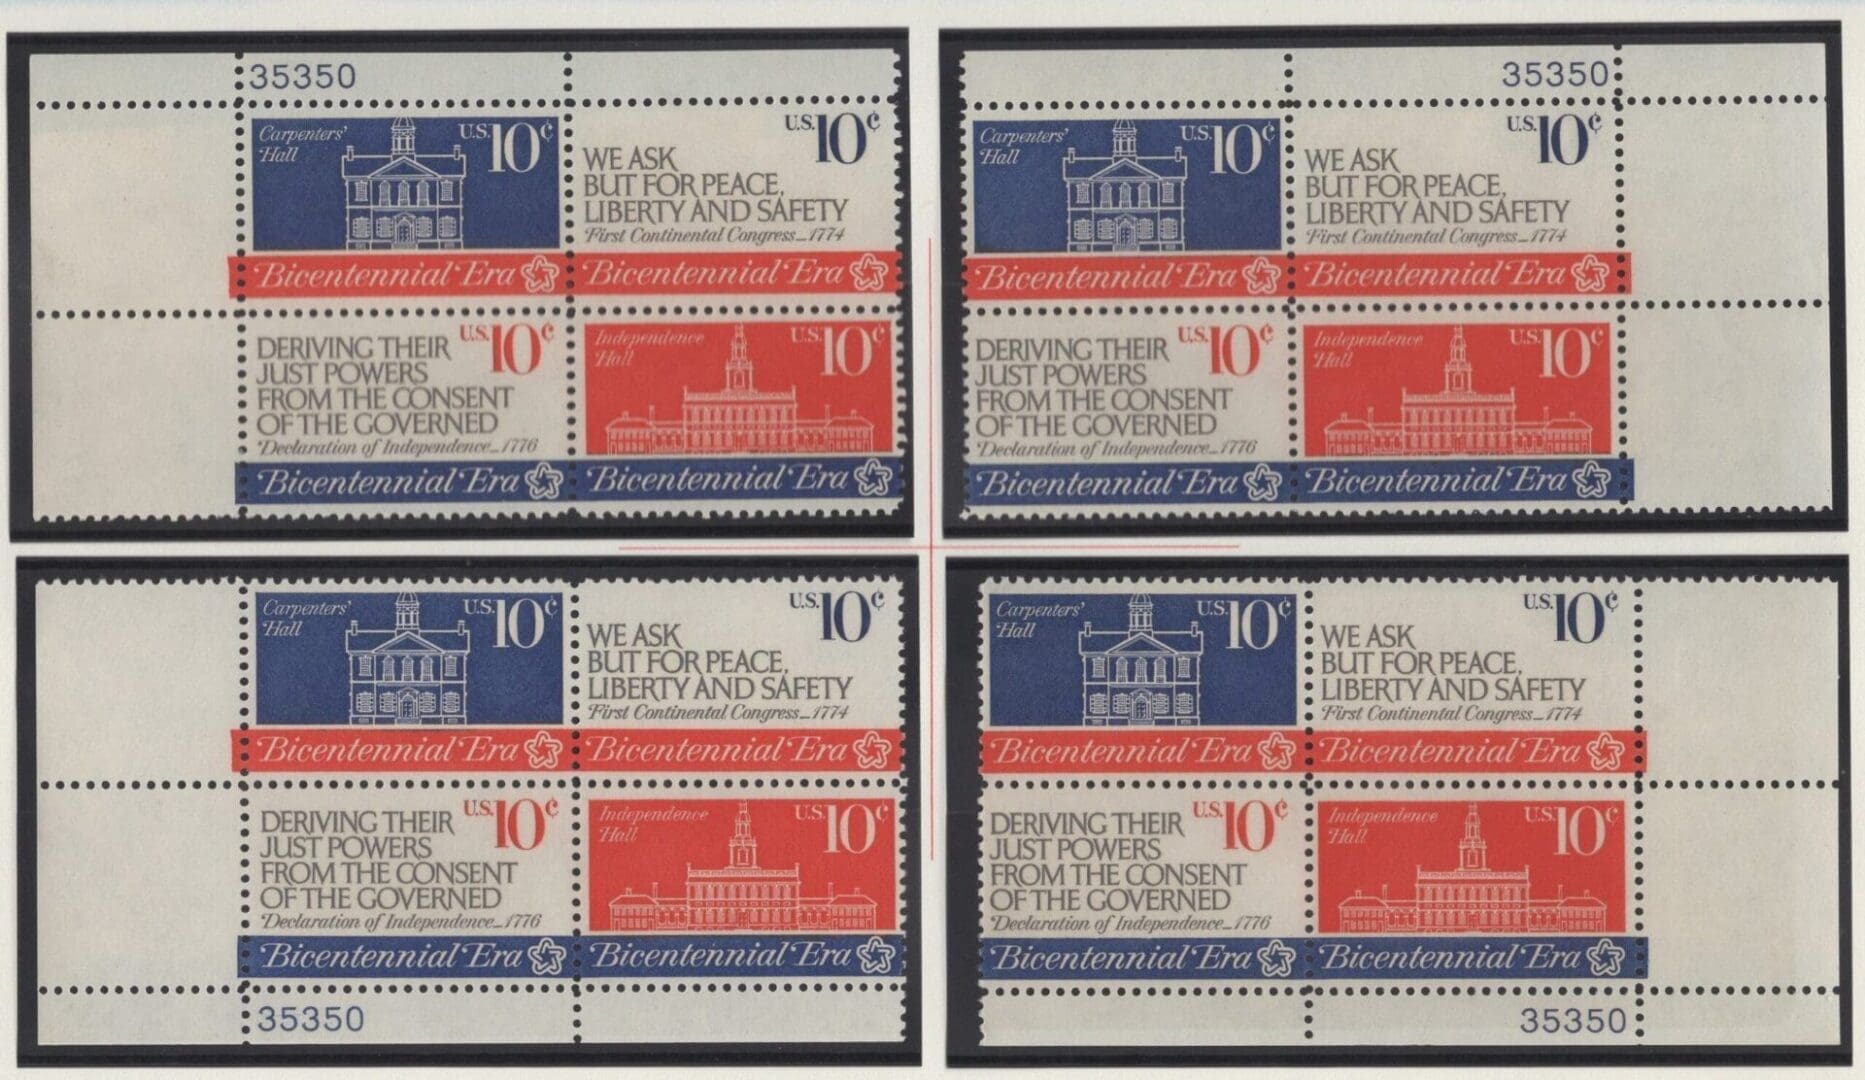 35350
Carpenters'
Hall
U.S. 10¢
U.S. 10¢
WE ASK
BUT FOR PEACE,
LIBERTY AND SAFETY
First Continental Congress_1774
Bicentennial Era
Bicentennial Era
U.S. 10¢
DERIVING THEIR
JUST POWERS
FROM THE CONSENT
OF THE GOVERNED
Declaration of Independence_1776
Independence
Hall
U.S. 10¢
Bicentennial Era
Bicentennial Era
35350
Carpenters'
Hall
U.S. 10¢
U.S. 10¢
WE ASK
BUT FOR PEACE,
LIBERTY AND SAFETY
First Continental Congress_1774
Bicentennial Era
Bicentennial Era
U.S. 10¢
DERIVING THEIR
JUST POWERS
FROM THE CONSENT
OF THE GOVERNED
Declaration of Independence_1776
Independence
Hall
U.S. 10¢
Bicentennial Era
Bicentennial Era
Carpenters'
Hall
U.S. 10¢
U.S. 10¢
WE ASK
BUT FOR PEACE,
LIBERTY AND SAFETY
First Continental Congress_1774
Bicentennial Era
Bicentennial Era
U.S. 10¢
DERIVING THEIR
JUST POWERS
FROM THE CONSENT
OF THE GOVERNED
Declaration of Independence_1776
Independence
Hall
U.S. 10¢
Bicentennial Era
Bicentennial Era
35350
Carpenters'
Hall
U.S. 10¢
U.S. 10¢
WE ASK
BUT FOR PEACE,
LIBERTY AND SAFETY
First Continental Congress_1774
Bicentennial Era
Bicentennial Era
U.S. 10¢
DERIVING THEIR
JUST POWERS
FROM THE CONSENT
OF THE GOVERNED
Declaration of Independence_1776
Independence
Hall
U.S. 10¢
Bicentennial Era
Bicentennial Era
35350